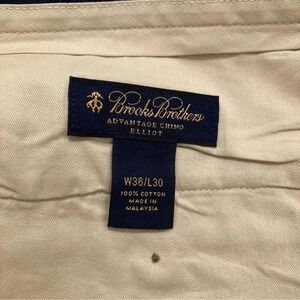 Brooks Brothers
ADVANTAGE CHINO
ELLIOT
W36/L30
100% COTTON
MADE IN
MALAYSIA